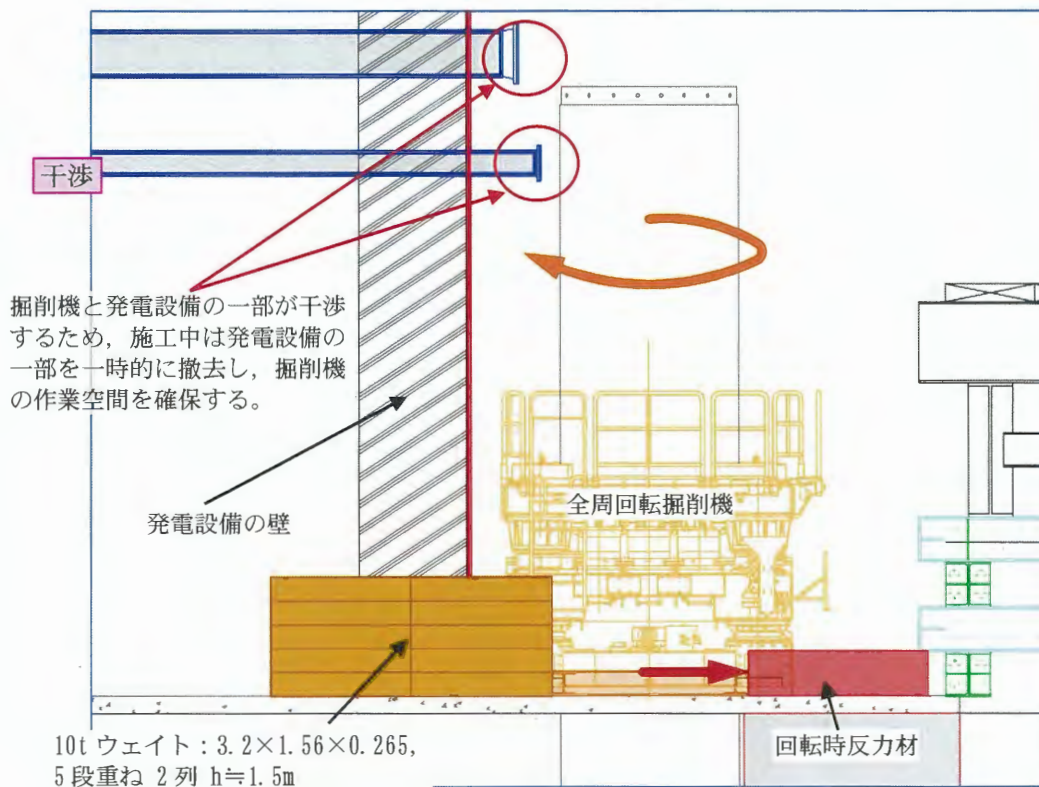 干渉
掘削機と発電設備の一部が干渉
するため，施工中は発電設備の
一部を一時的に撤去し，掘削機
の作業空間を確保する。
発電設備の壁
全周回転掘削機
回転時反力材
10t ウェイト：3.2×1.56×0.265,
5 段重ね 2 列 h≒1.5m